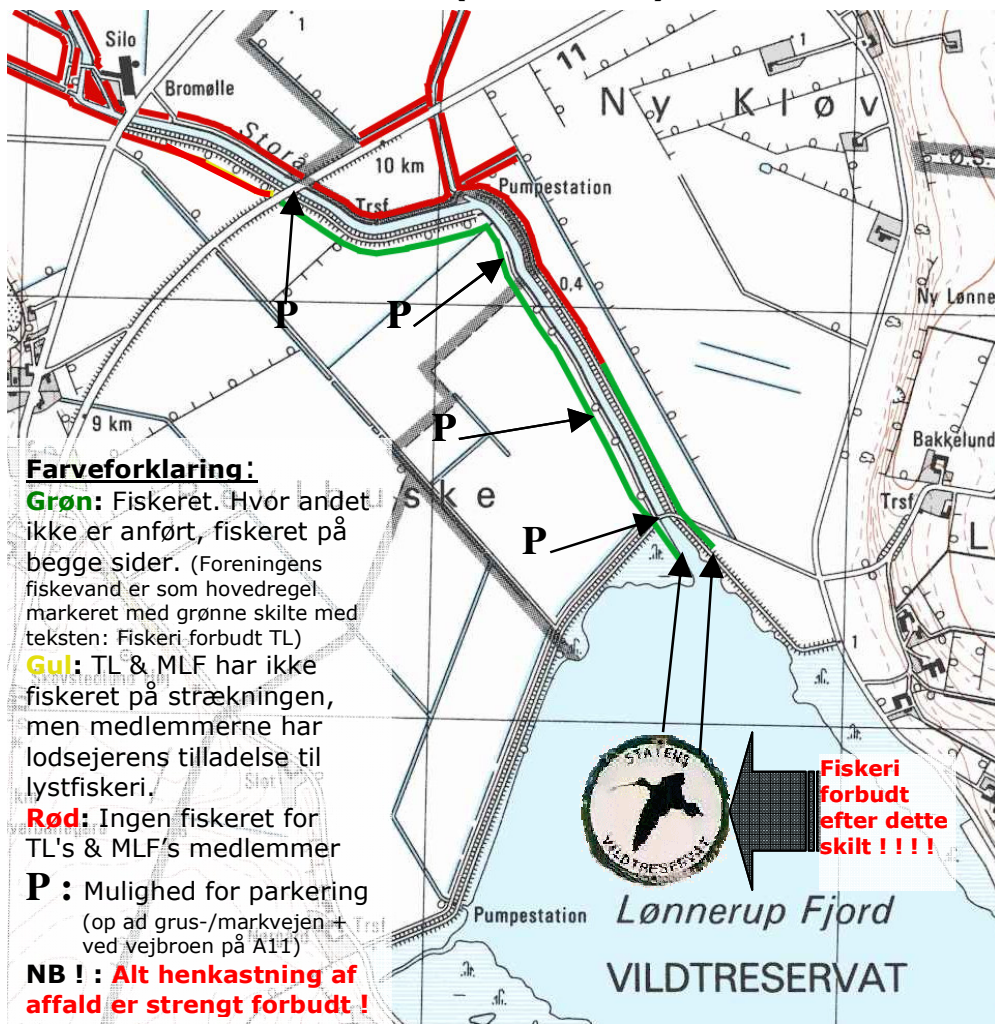 Silo
Bromølle
Storå
1
11
1
Ny Kløv
Ø.S.
10 km
Pumpestation
Trsf
0,4
P
P
Ny Lønne
P
9 km
Bakkelund
Trsf
L
uske
P
1
Farveforklaring:
Grøn: Fiskeret. Hvor andet
ikke er anført, fiskeret på
begge sider. (Foreningens
fiskevand er som hovedregel
markeret med grønne skilte med
teksten: Fiskeri forbudt TL)
Gul: TL & MLF har ikke
fiskeret på strækningen,
men medlemmerne har
lodsejerens tilladelse til
lystfiskeri.
Rød: Ingen fiskeret for
TL's & MLF’s medlemmer
P : Mulighed for parkering
(op ad grus-/markvejen +
ved vejbroen på A11)
NB ! : Alt henkastning af
affald er strengt forbudt !
STATENS
VILDTRESERVAT
Fiskeri
forbudt
efter dette
skilt ! ! ! !
Pumpestation
Lønnerup Fjord
VILDTRESERVAT